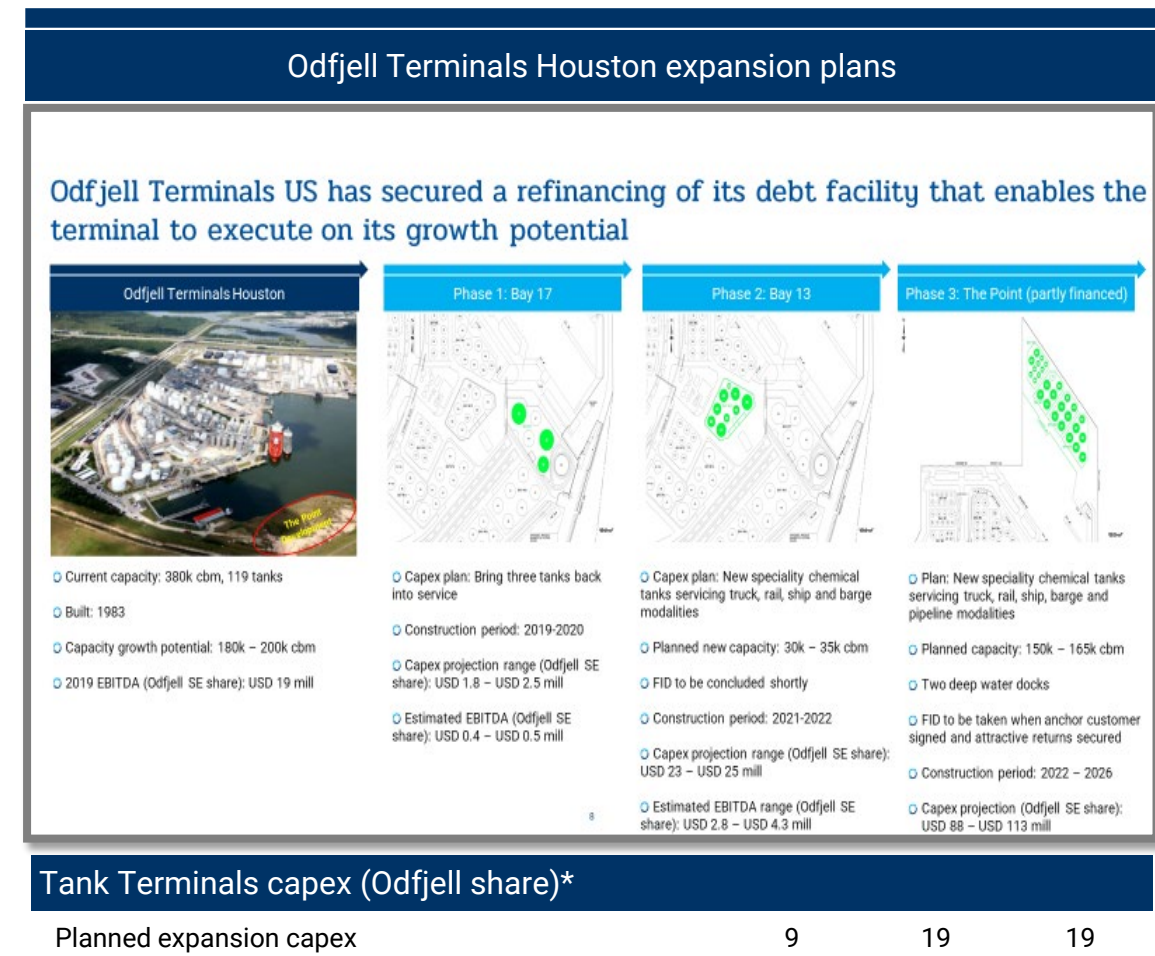 Odfjell Terminals Houston expansion plans
Odfjell Terminals US has secured a refinancing of its debt facility that enables the
terminal to execute on its growth potential
Odfjell Terminals Houston
The Point
Development
Current capacity: 380k cbm, 119 tanks
Built: 1983
Capacity growth potential: 180k – 200k cbm
2019 EBITDA (Odfjell SE share): USD 19 mill
Phase 1: Bay 17
Capex plan: Bring three tanks back
into service
Construction period: 2019-2020
Capex projection range (Odfjell SE
share): USD 1.8 – USD 2.5 mill
Estimated EBITDA (Odfjell SE
share): USD 0.4 – USD 0.5 mill
Phase 2: Bay 13
Capex plan: New speciality chemical
tanks servicing truck, rail, ship and barge
modalities
Planned new capacity: 30k – 35k cbm
FID to be concluded shortly
Construction period: 2021-2022
Capex projection range (Odfjell SE share):
USD 23 – USD 25 mill
Estimated EBITDA range (Odfjell SE
share): USD 2.8 – USD 4.3 mill
Phase 3: The Point (partly financed)
Plan: New speciality chemical tanks
servicing truck, rail, ship, barge and
pipeline modalities
Planned capacity: 150k – 165k cbm
Two deep water docks
FID to be taken when anchor customer
signed and attractive returns secured
Construction period: 2022 – 2026
Capex projection (Odfjell SE share):
USD 88 – USD 113 mill
8
Tank Terminals capex (Odfjell share)*
Planned expansion capex 9 19 19